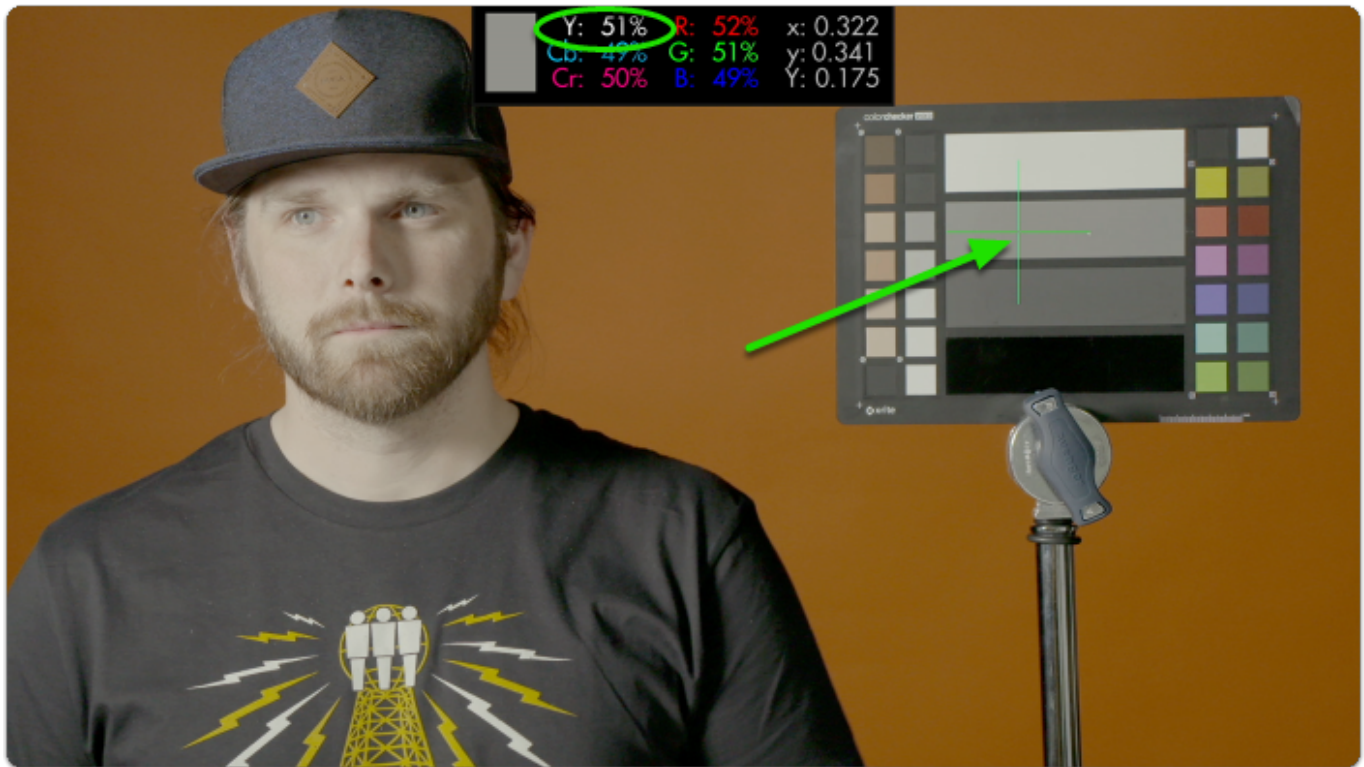 Y: 51% R: 52% x: 0.322
Cb: 49% G: 51% y: 0.341
Cr: 50% B: 49% Y: 0.175
colorchecker
x-rite